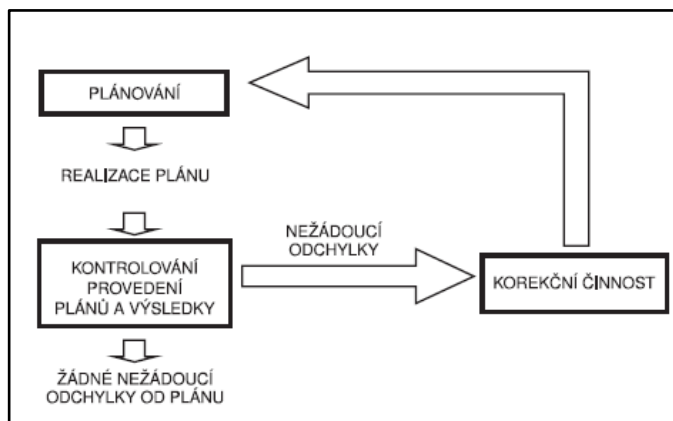 PLÁNOVÁNÍ
REALIZACE PLÁNU
NEŽÁDOUCÍ
ODCHYLKY
KONTROLOVÁNÍ
PROVEDENÍ
PLÁNŮ A VÝSLEDKY
KOREKČNÍ ČINNOST
ŽÁDNÉ NEŽÁDOUCÍ
ODCHYLKY OD PLÁNU